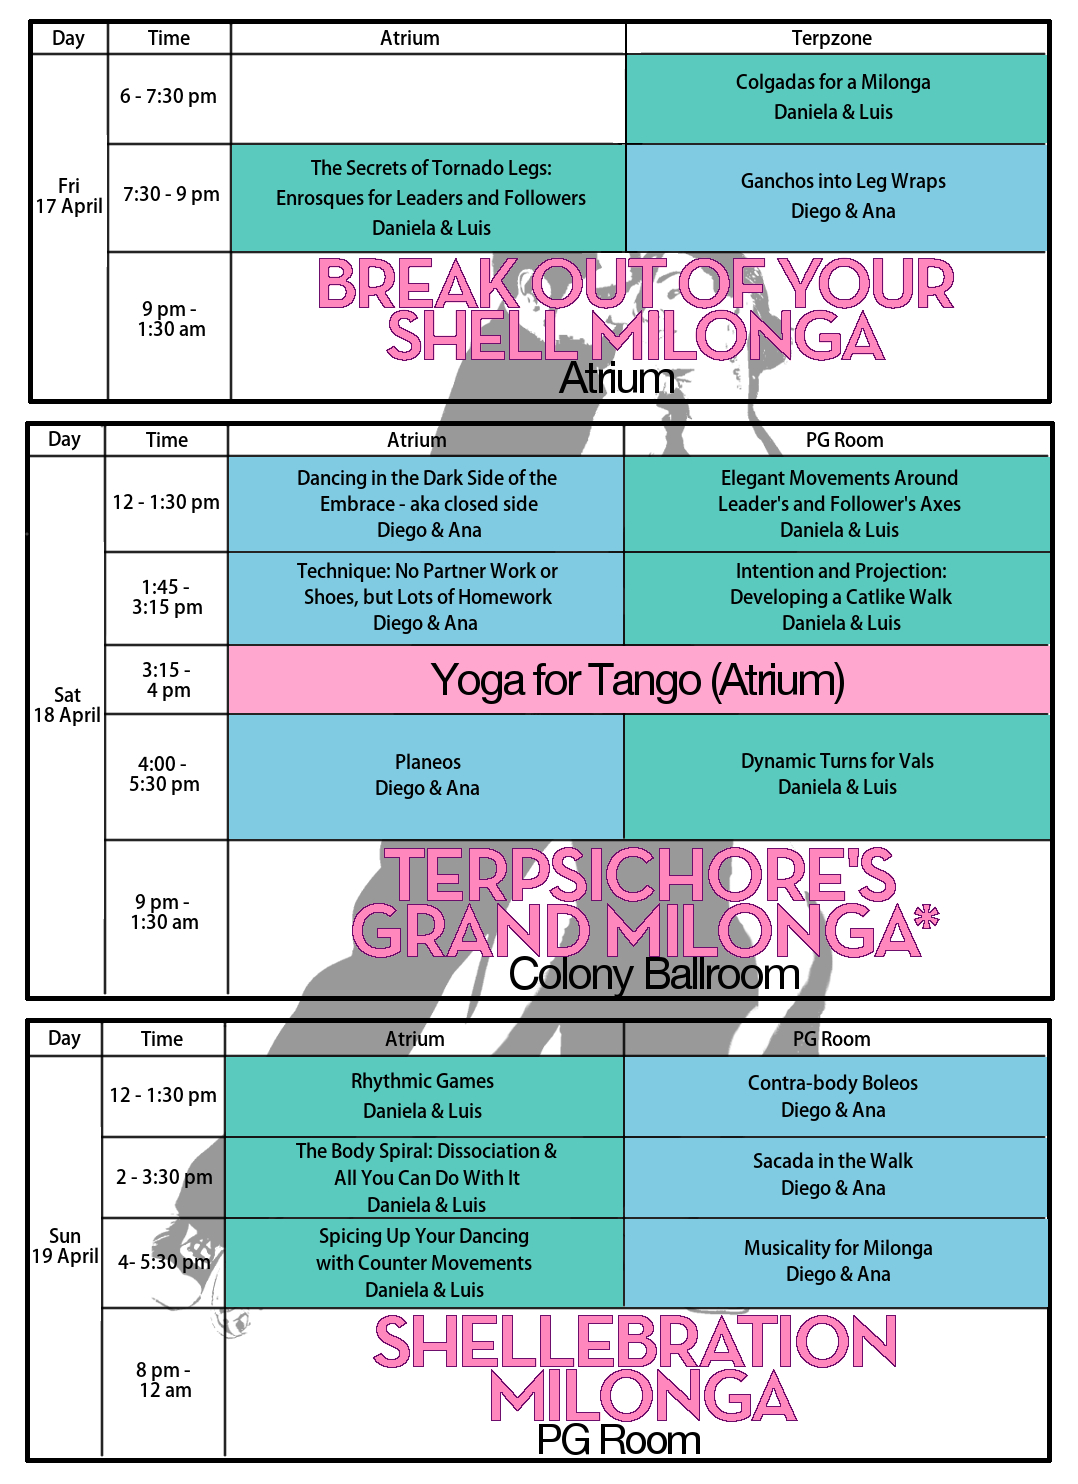 Day Time Atrium Terpzone
Fri
17 April
6 - 7:30 pm
Colgadas for a Milonga
Daniela & Luis
7:30 - 9 pm
The Secrets of Tornado Legs:
Enrosques for Leaders and Followers
Daniela & Luis
Ganchos into Leg Wraps
Diego & Ana
9 pm -
1:30 am
BREAK OUT OF YOUR
SHELL MILONGA
Atrium
Day Time Atrium PG Room
Sat
18 April
12 - 1:30 pm
Dancing in the Dark Side of the
Embrace - aka closed side
Diego & Ana
Elegant Movements Around
Leader's and Follower's Axes
Daniela & Luis
1:45 -
3:15 pm
Technique: No Partner Work or
Shoes, but Lots of Homework
Diego & Ana
Intention and Projection:
Developing a Catlike Walk
Daniela & Luis
3:15 -
4 pm
Yoga for Tango (Atrium)
4:00 -
5:30 pm
Planeos
Diego & Ana
Dynamic Turns for Vals
Daniela & Luis
9 pm -
1:30 am
TERPSICHORE'S
GRAND MILONGA*
Colony Ballroom
Day Time Atrium PG Room
Sun
19 April
12 - 1:30 pm
Rhythmic Games
Daniela & Luis
Contra-body Boleos
Diego & Ana
2 - 3:30 pm
The Body Spiral: Dissociation &
All You Can Do With It
Daniela & Luis
Sacada in the Walk
Diego & Ana
4- 5:30 pm
Spicing Up Your Dancing
with Counter Movements
Daniela & Luis
Musicality for Milonga
Diego & Ana
8 pm -
12 am
SHELLEBRATION
MILONGA
PG Room